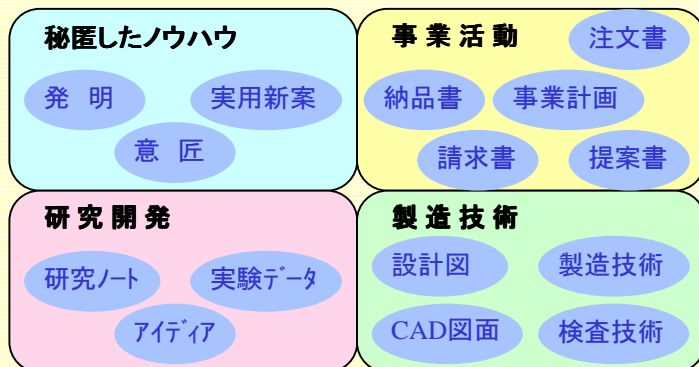 秘匿したノウハウ
発 明
実用新案
意 匠
事業活動
注文書
納品書
事業計画
請求書
提案書
研究開発
研究ﾉｰﾄ
実験ﾃﾞｰﾀ
ｱｲﾃﾞｨｱ
製造技術
設計図
製造技術
CAD図面
検査技術